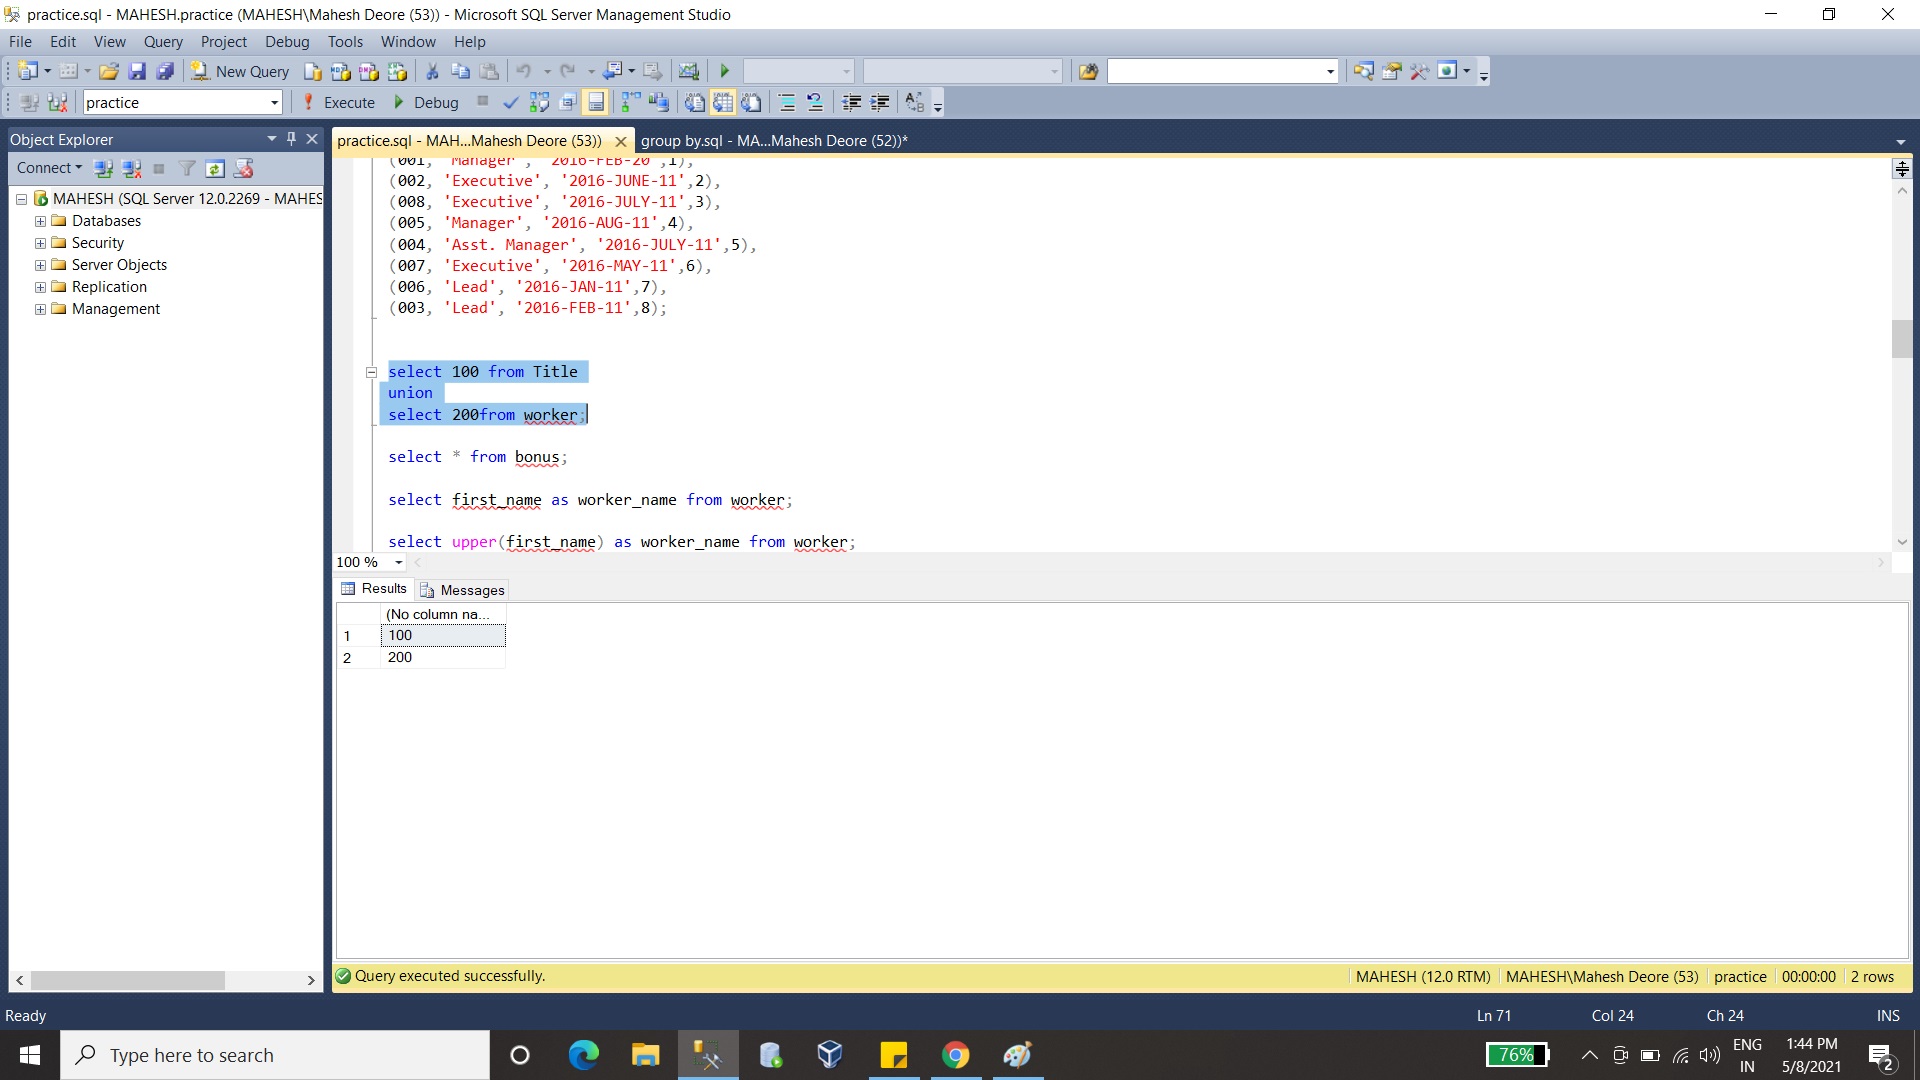 practice.sql - MAHESH.practice (MAHESH\Mahesh Deore (53)) - Microsoft SQL Server Management Studio
File Edit View Query Project Debug Tools Window Help
New Query
practice Execute Debug
Object Explorer
practice.sql - MAH...Mahesh Deore (53)) group by.sql - MA...Mahesh Deore (52))*
Connect
MAHESH (SQL Server 12.0.2269 - MAHES
Databases
Security
Server Objects
Replication
Management
(001, 'Manager', '2016-FEB-20',1),
(002, 'Executive', '2016-JUNE-11',2),
(008, 'Executive', '2016-JULY-11',3),
(005, 'Manager', '2016-AUG-11',4),
(004, 'Asst. Manager', '2016-JULY-11',5),
(007, 'Executive', '2016-MAY-11',6),
(006, 'Lead', '2016-JAN-11',7),
(003, 'Lead', '2016-FEB-11',8);
select 100 from Title
union
select 200from worker;
select * from bonus;
select first_name as worker_name from worker;
select upper(first_name) as worker_name from worker;
100 %
Results Messages
(No column na...
1 100
2 200
Query executed successfully. MAHESH (12.0 RTM) MAHESH\Mahesh Deore (53) practice 00:00:00 2 rows
Ready Ln 71 Col 24 Ch 24 INS
Type here to search
76%
ENG
IN
1:44 PM
5/8/2021
2